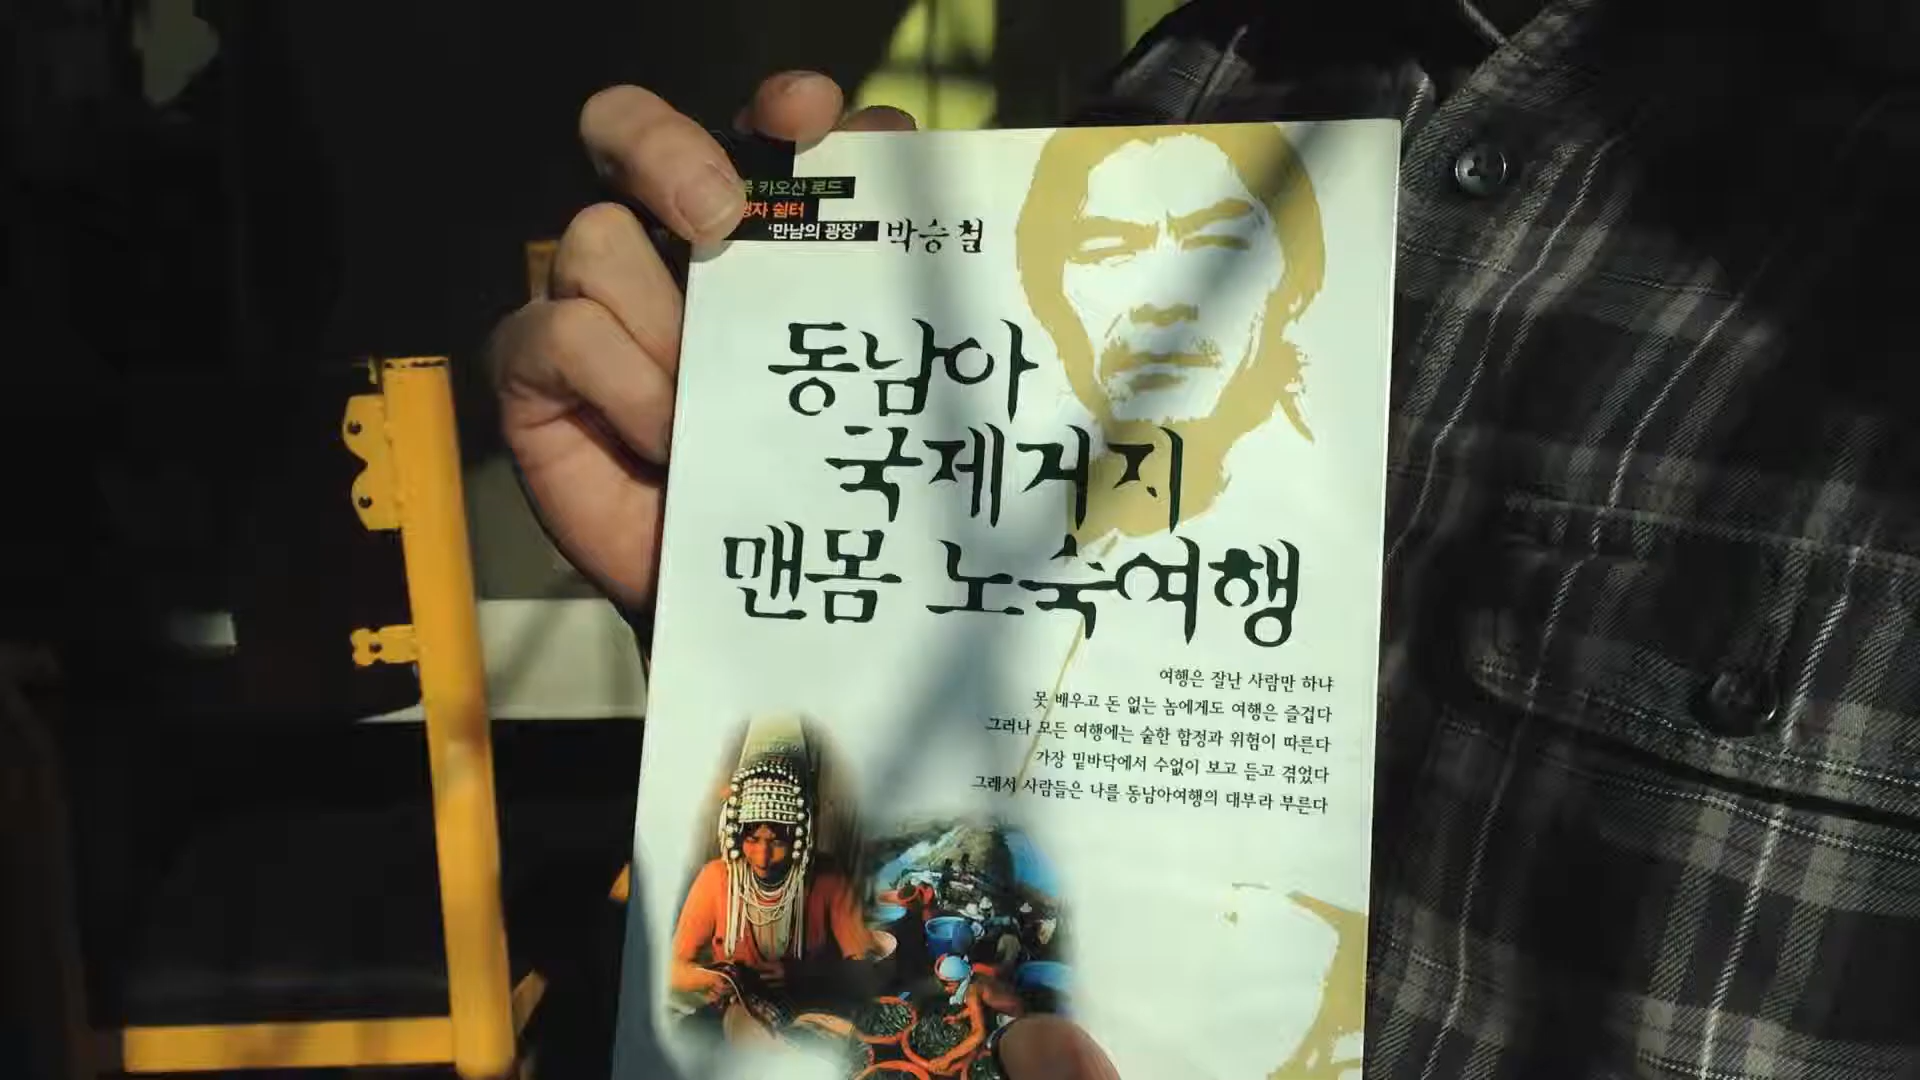 카오산 로드
쉼터
'만남의 광장' 박승철
동남아
국제거지
맨몸 노숙여행
여행은 잘난 사람만 하냐
못 배우고 돈 없는 놈에게도 여행은 즐겁다
그러나 모든 여행에는 숱한 함정과 위험이 따른다
가장 밑바닥에서 수없이 보고 듣고 겪었다
그래서 사람들은 나를 동남아여행의 대부라 부른다